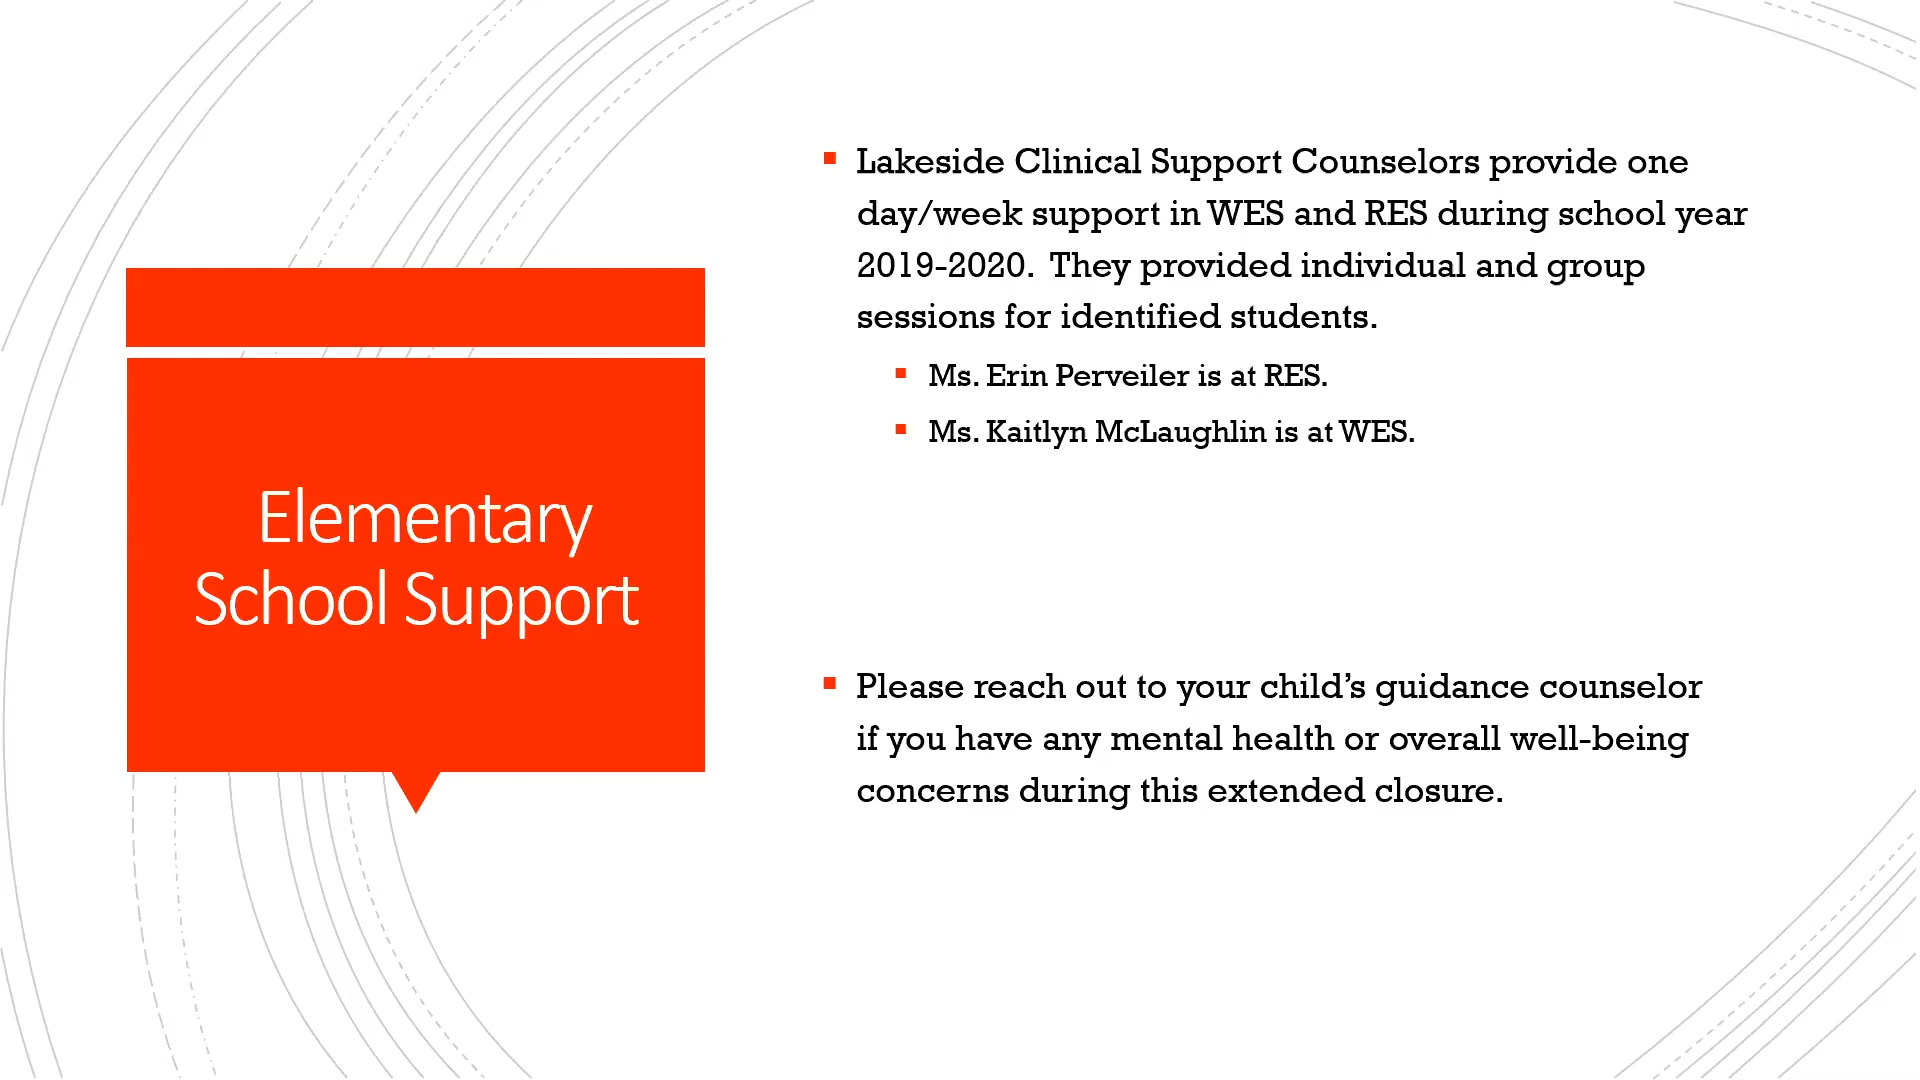 Elementary
School Support
Lakeside Clinical Support Counselors provide one
day/week support in WES and RES during school year
2019-2020.  They provided individual and group
sessions for identified students.
Ms. Erin Perveiler is at RES.
Ms. Kaitlyn McLaughlin is at WES.
Please reach out to your child’s guidance counselor
if you have any mental health or overall well-being
concerns during this extended closure.